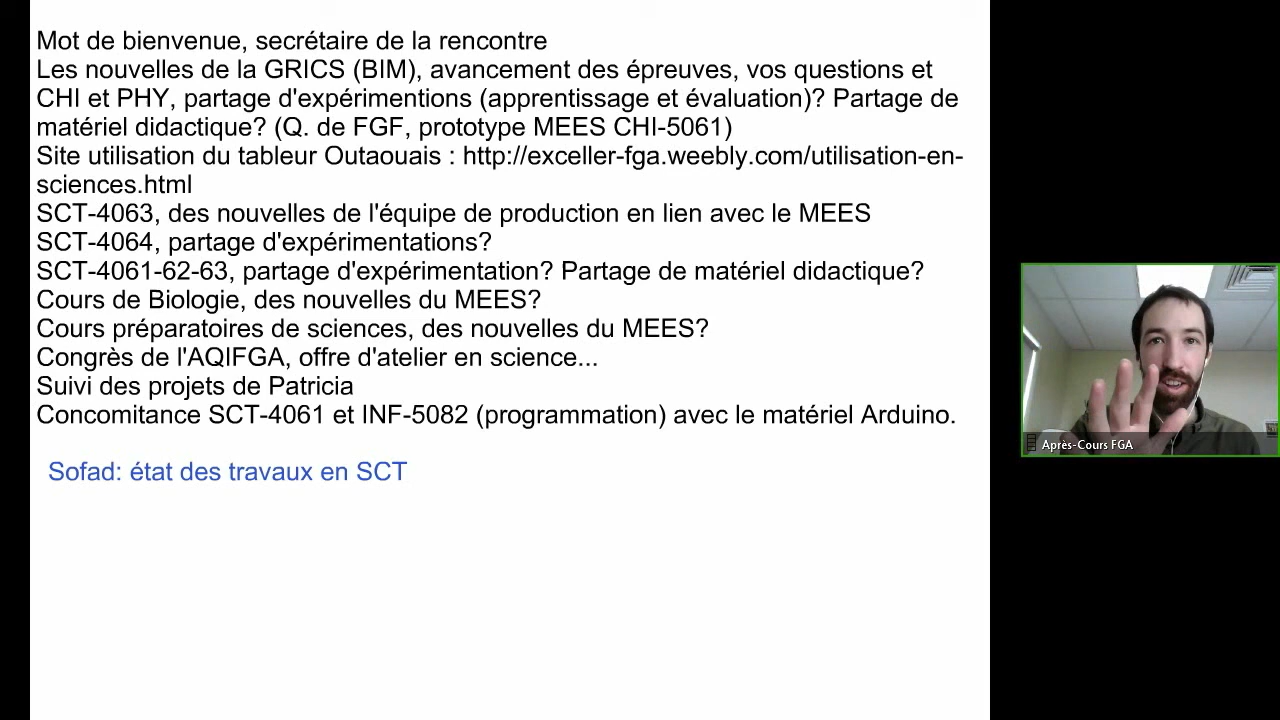 Mot de bienvenue, secrétaire de la rencontre
Les nouvelles de la GRICS (BIM), avancement des épreuves, vos questions et
CHI et PHY, partage d'expérimentions (apprentissage et évaluation)? Partage de
matériel didactique? (Q. de FGF, prototype MEES CHI-5061)
Site utilisation du tableur Outaouais : http://exceller-fga.weebly.com/utilisation-en-
sciences.html
SCT-4063, des nouvelles de l'équipe de production en lien avec le MEES
SCT-4064, partage d'expérimentations?
SCT-4061-62-63, partage d'expérimentation? Partage de matériel didactique?
Cours de Biologie, des nouvelles du MEES?
Cours préparatoires de sciences, des nouvelles du MEES?
Congrès de l'AQIFGA, offre d'atelier en science...
Suivi des projets de Patricia
Concomitance SCT-4061 et INF-5082 (programmation) avec le matériel Arduino.
Sofad: état des travaux en SCT
Après-Cours FGA